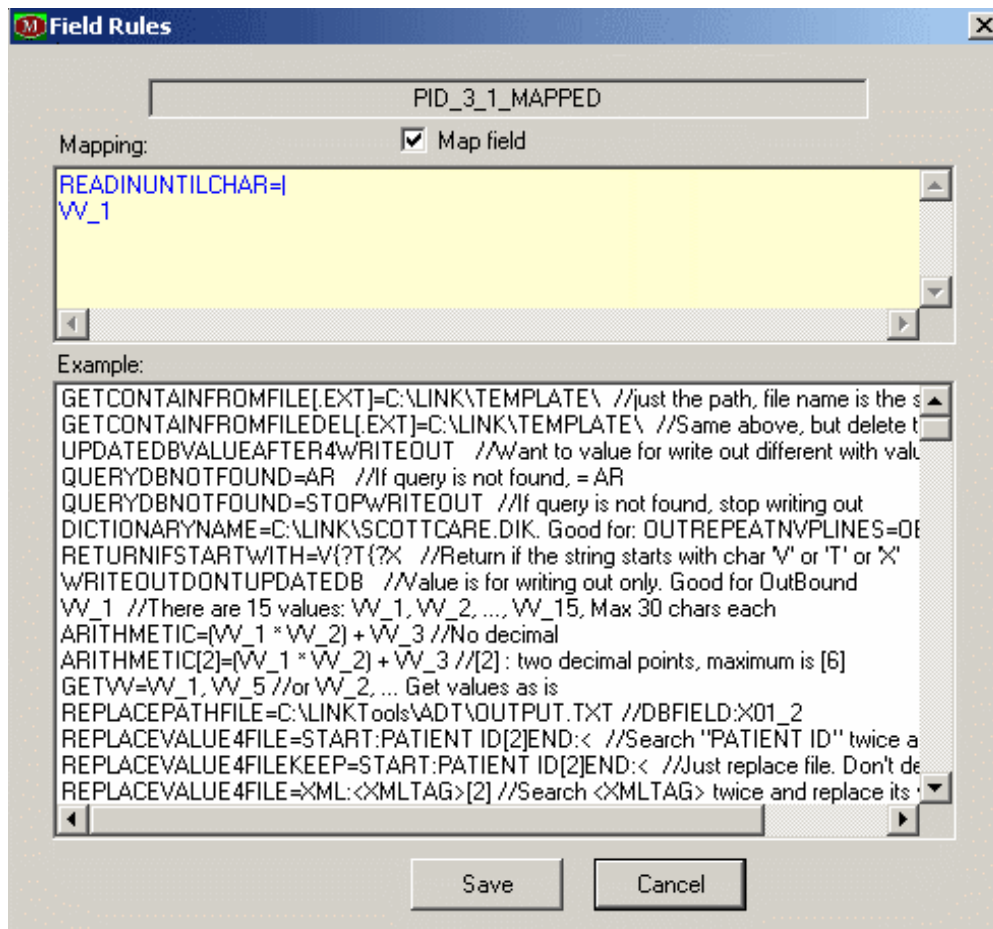 M Field Rules
PID_3_1_MAPPED
Mapping:
Map field
READINUNTILCHAR=|
VV_1
Example:
GETCONTAINFROMFILE[.EXT]=C:\LINK\TEMPLATE\ //just the path, file name is the s
GETCONTAINFROMFILEDEL[.EXT]=C:\LINK\TEMPLATE\ //Same above, but delete t
UPDATEDBVALUEAFTER4WRITEOUT //Want to value for write out different with valu
QUERYDBNOTFOUND=AR //If query is not found, = AR
QUERYDBNOTFOUND=STOPWRITEOUT //If query is not found, stop writing out
DICTIONARYNAME=C:\LINK\SCOTTCARE.DIK. Good for: OUTREPEATNVPLINES=OB
RETURNIFSTARTWITH=V{?T{?X //Return if the string starts with char 'V' or 'T' or 'X'
WRITEOUTDONTUPDATEDB //Value is for writing out only. Good for OutBound
VV_1 //There are 15 values: VV_1, VV_2, ..., VV_15, Max 30 chars each
ARITHMETIC=(VV_1 * VV_2) + VV_3 //No decimal
ARITHMETIC[2]=(VV_1 * VV_2) + VV_3 //[2] : two decimal points, maximum is [6]
GETVV=VV_1, VV_5 //or VV_2, ... Get values as is
REPLACEPATHFILE=C:\LINKTools\ADT\OUTPUT.TXT //DBFIELD:X01_2
REPLACEVALUE4FILE=START:PATIENT ID[2]END:< //Search "PATIENT ID" twice a
REPLACEVALUE4FILEKEEP=START:PATIENT ID[2]END:< //Just replace file. Don't de
REPLACEVALUE4FILE=XML:<XMLTAG>[2] //Search <XMLTAG> twice and replace its
Save
Cancel